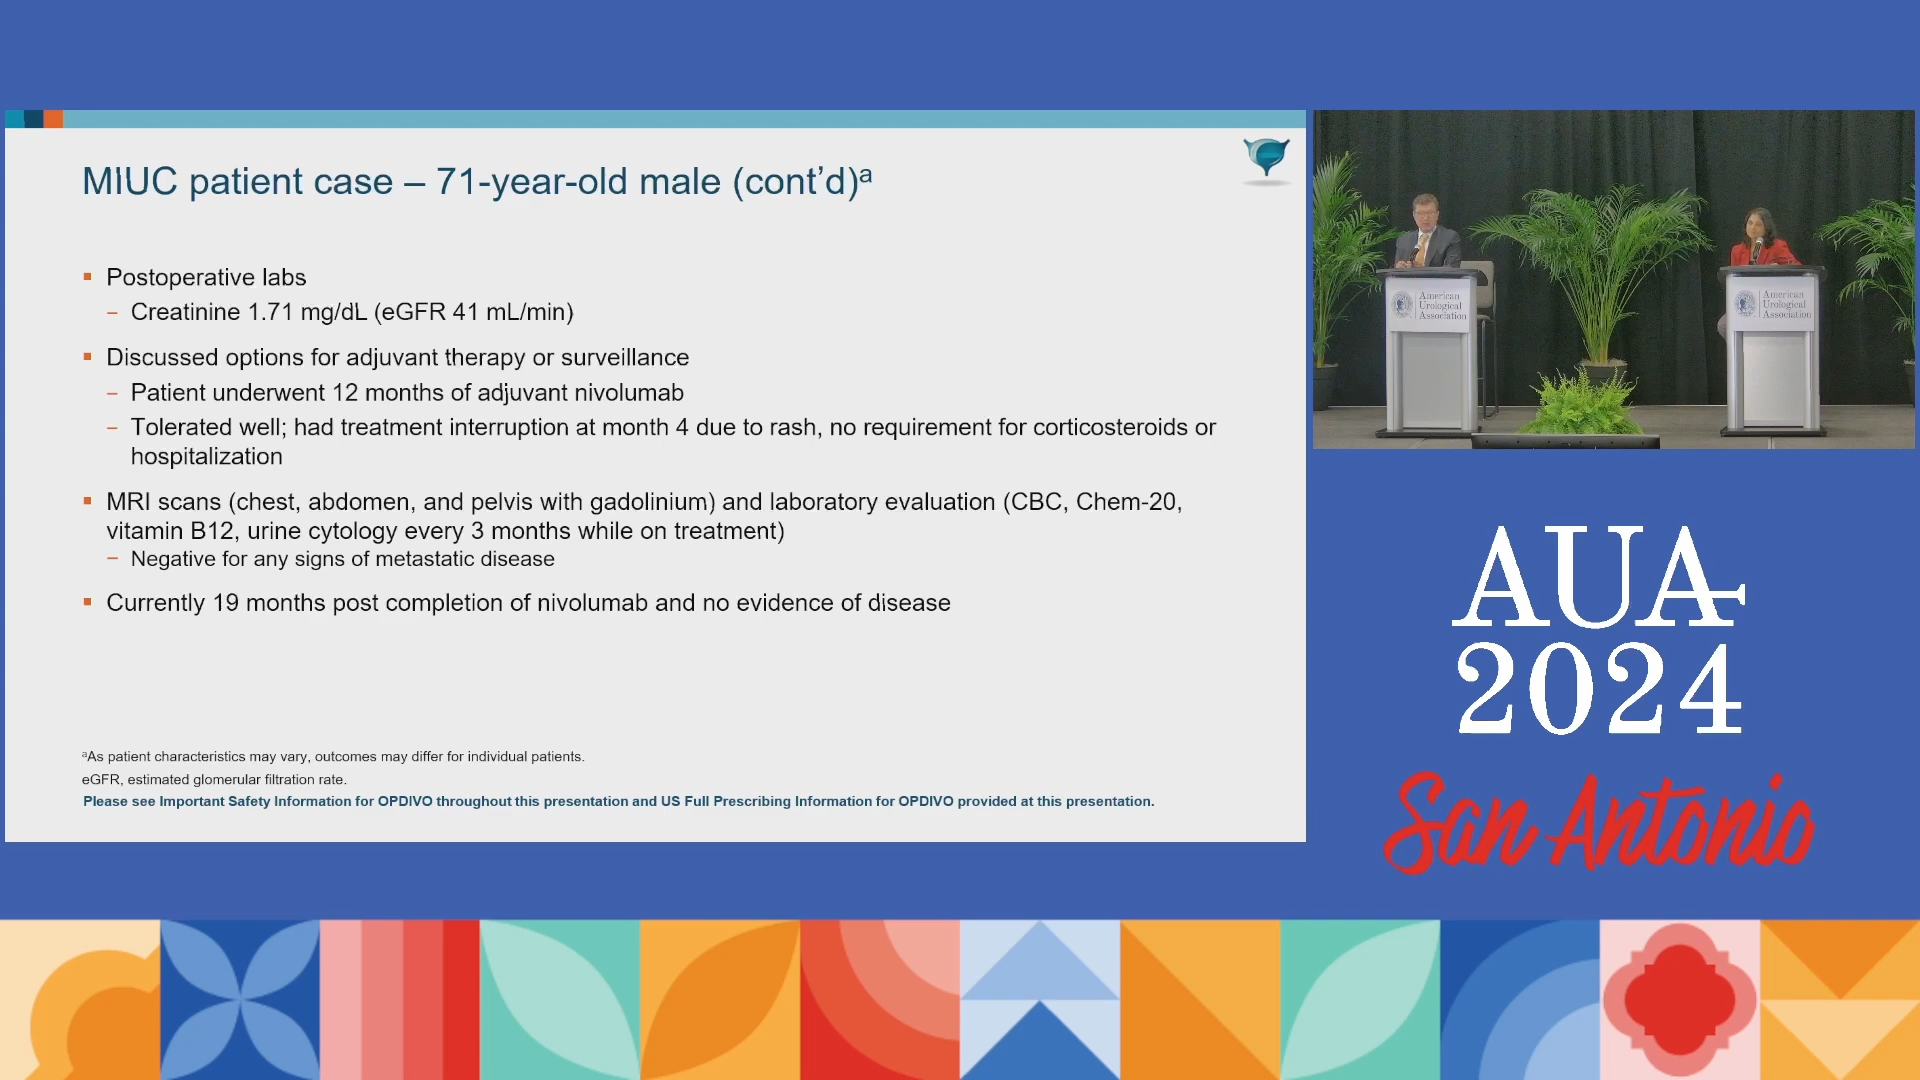 MIUC patient case – 71-year-old male (cont’d)ᵃ
▪ Postoperative labs
– Creatinine 1.71 mg/dL (eGFR 41 mL/min)
▪ Discussed options for adjuvant therapy or surveillance
– Patient underwent 12 months of adjuvant nivolumab
– Tolerated well; had treatment interruption at month 4 due to rash, no requirement for corticosteroids or
hospitalization
▪ MRI scans (chest, abdomen, and pelvis with gadolinium) and laboratory evaluation (CBC, Chem-20,
vitamin B12, urine cytology every 3 months while on treatment)
– Negative for any signs of metastatic disease
▪ Currently 19 months post completion of nivolumab and no evidence of disease
ᵃAs patient characteristics may vary, outcomes may differ for individual patients.
eGFR, estimated glomerular filtration rate.
Please see Important Safety Information for OPDIVO throughout this presentation and US Full Prescribing Information for OPDIVO provided at this presentation.
American
Urological
Association
American
Urological
Association
AUA
2024
San Antonio